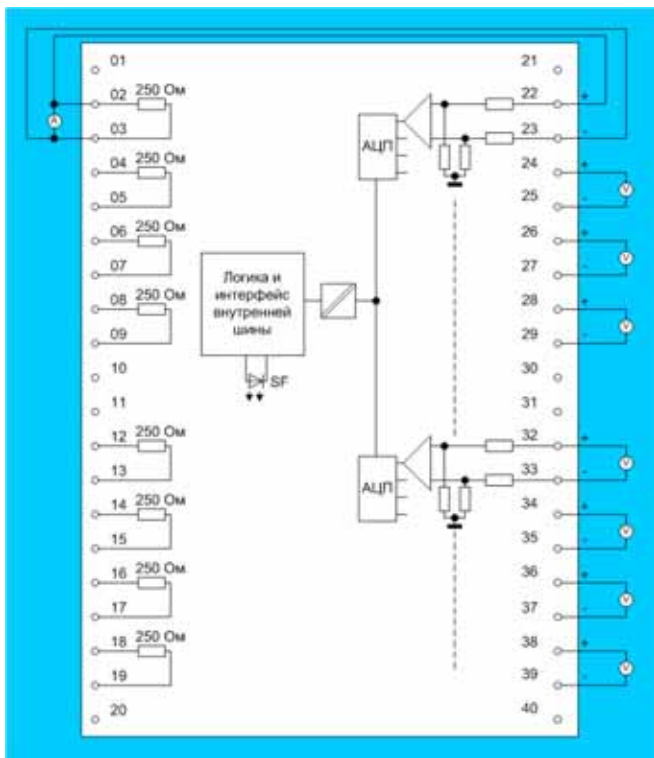 01 21
02 250 Ом 22 +
A
03 23 -
АЦП
04 250 Ом 24 +
V
05 25 -
06 250 Ом 26 +
V
07 27 -
Логика и
интерфейс
внутренней
шины
08 250 Ом 28 +
V
09 29 -
SF
10 30
11 31
12 250 Ом 32 +
V
13 33 -
АЦП
14 250 Ом 34 +
V
15 35 -
16 250 Ом 36 +
V
17 37 -
18 250 Ом 38 +
V
19 39 -
20 40